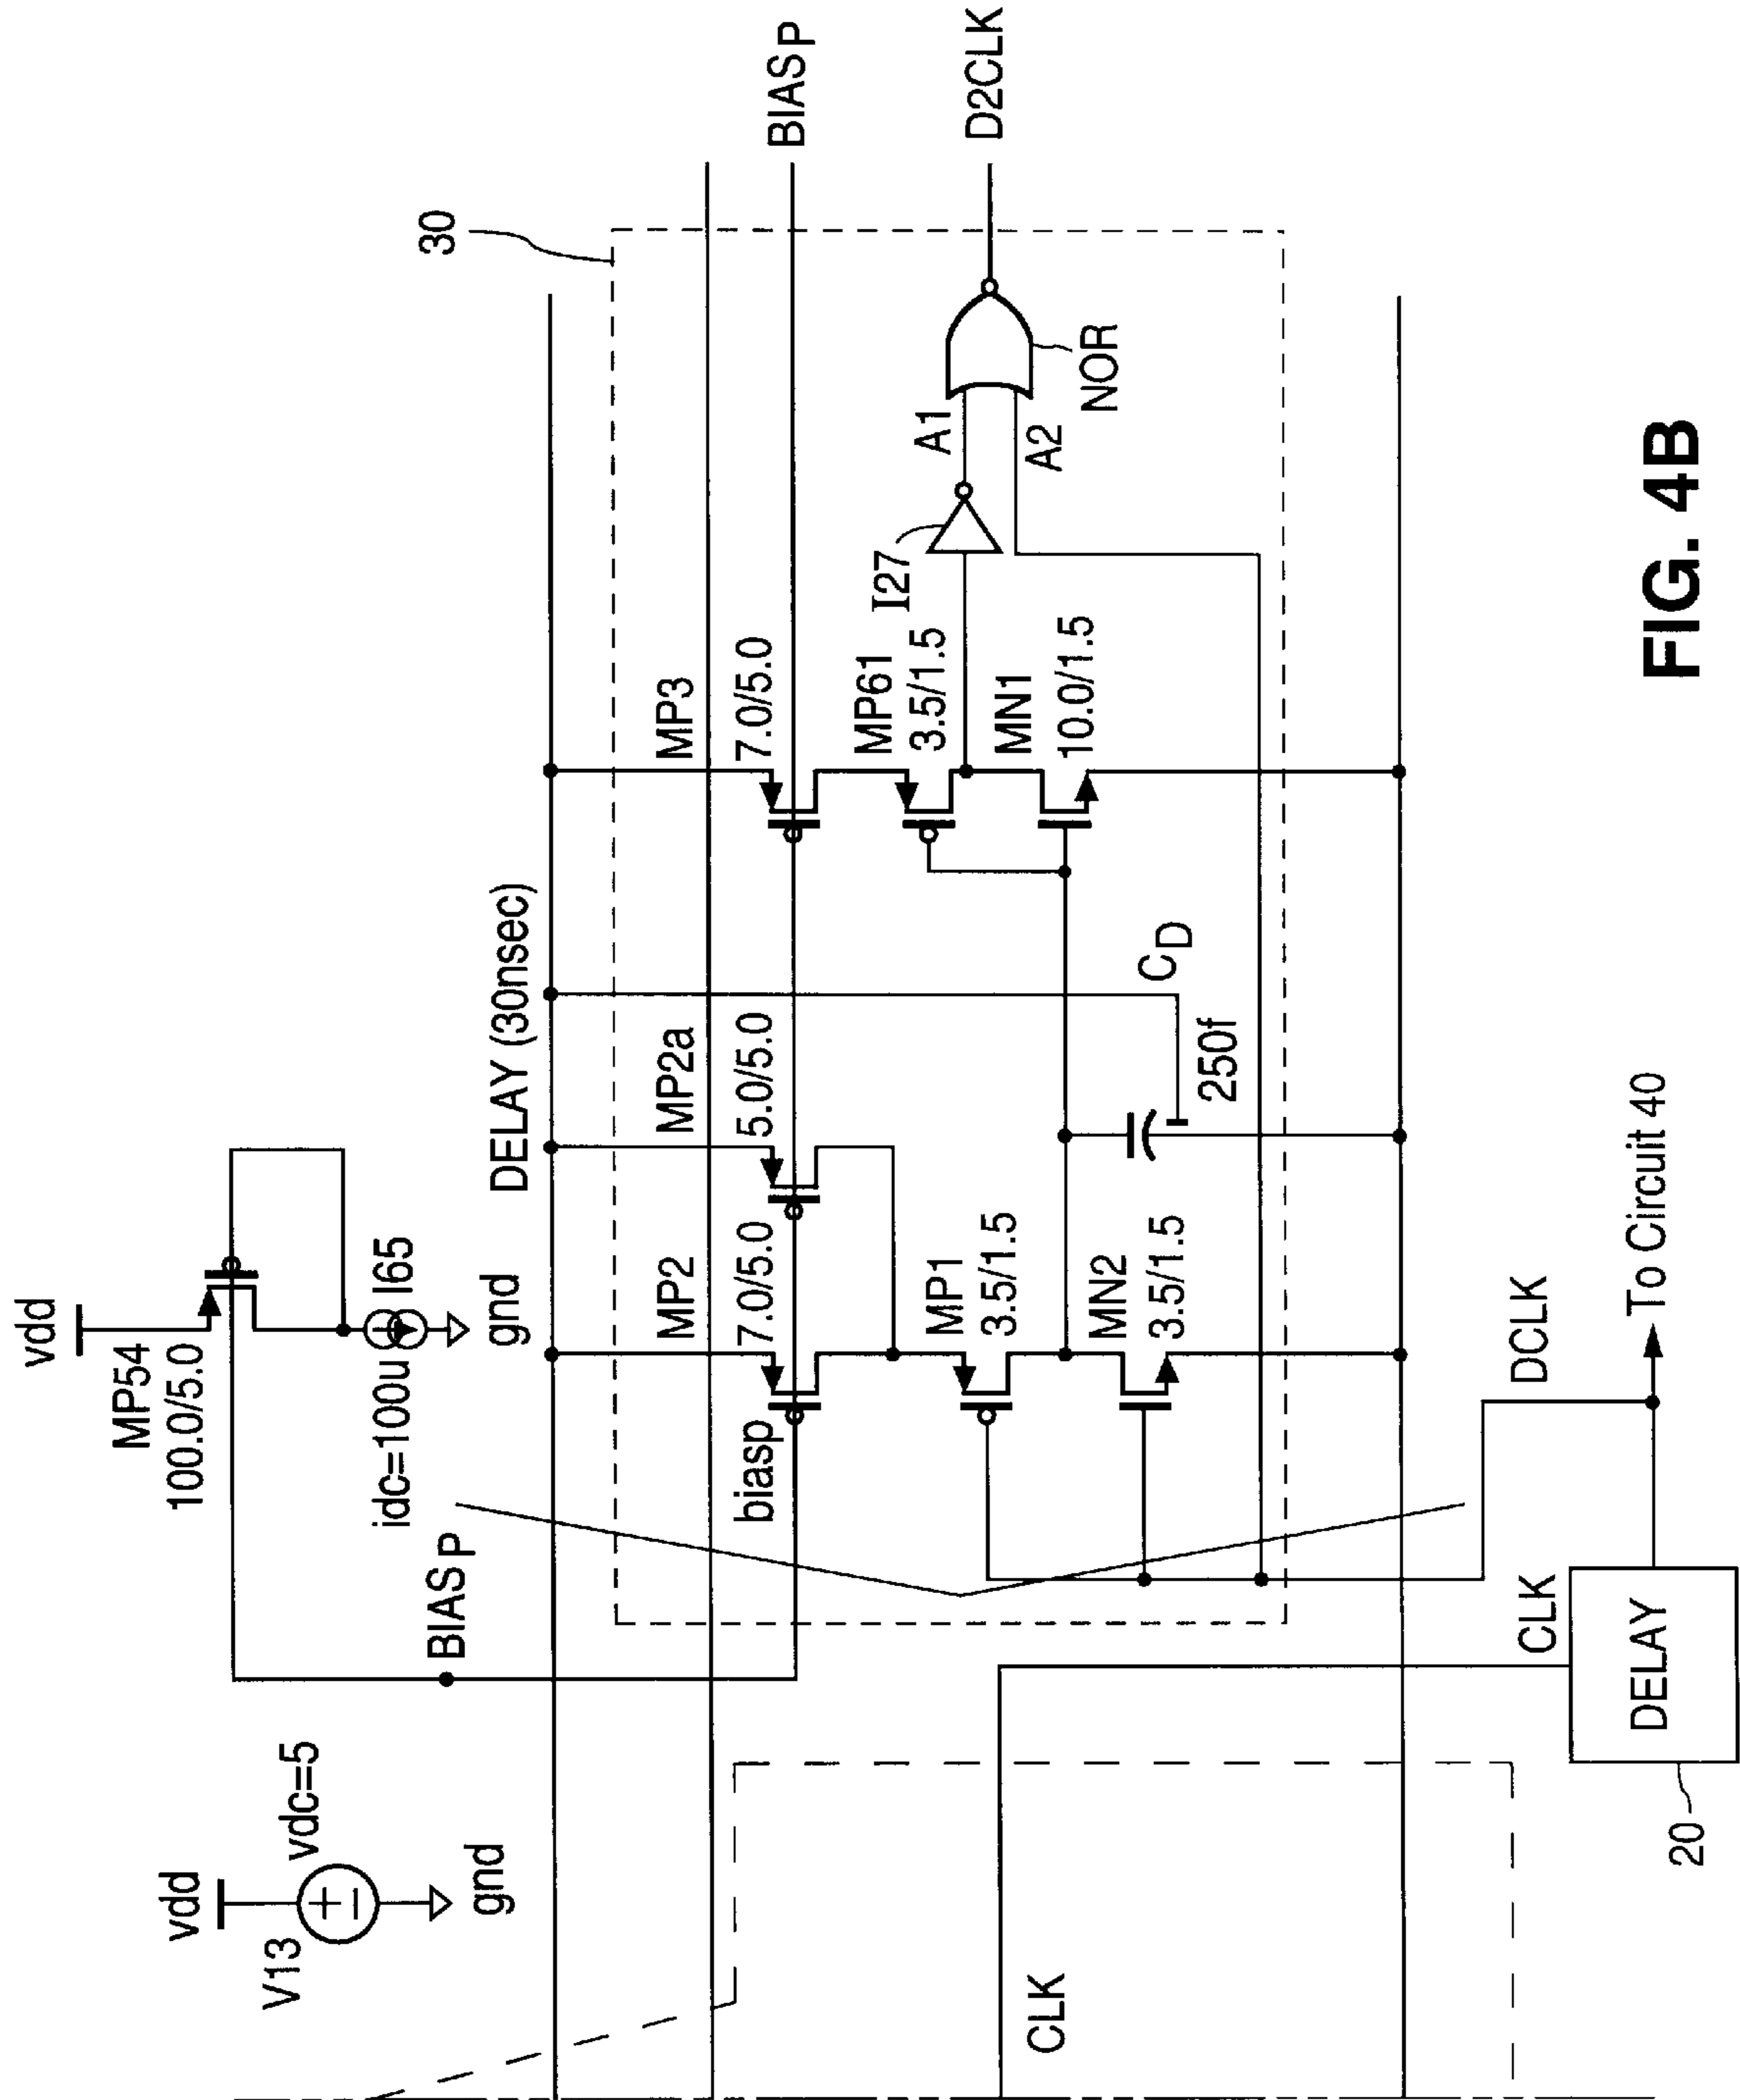 vdd
V13
vdc=5
gnd
vdd
MP54
100.0/5.0
idc=100u
I65
gnd
BIASP
DELAY (30nsec)
30
MP2
7.0/5.0
MP2a
5.0/5.0
MP3
7.0/5.0
BIASP
biasp
MP1
3.5/1.5
MP61
3.5/1.5
I27
A1
A2
NOR
D2CLK
MN2
3.5/1.5
CD
250f
MN1
10.0/1.5
CLK
CLK
DCLK
DELAY
20
To Circuit 40
FIG. 4B